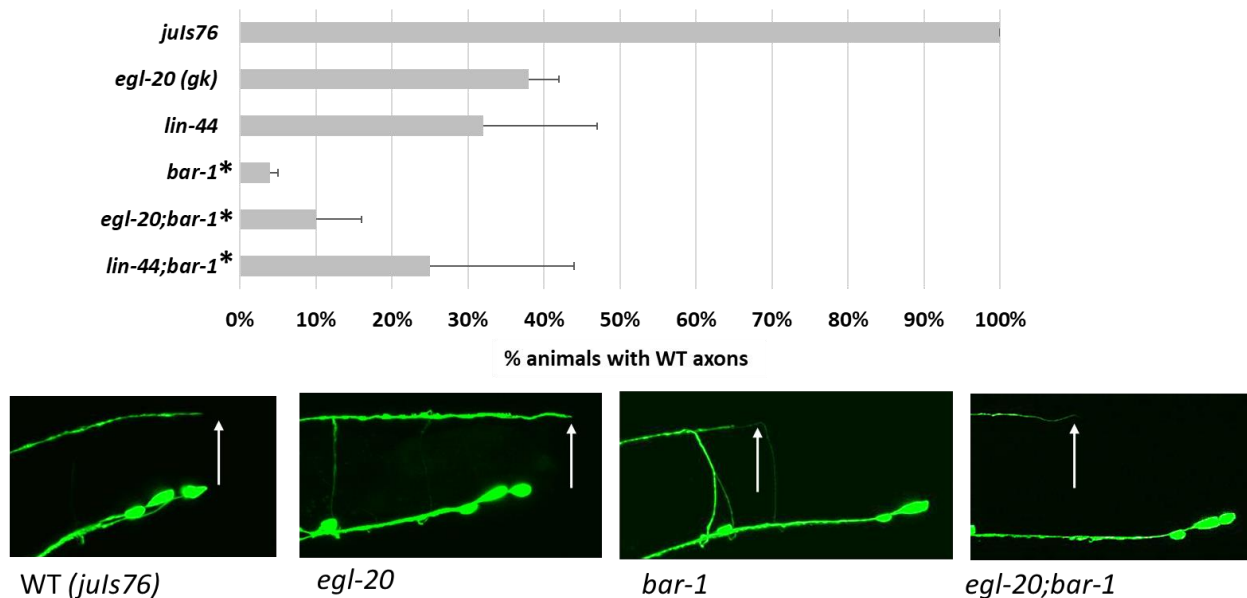 juIs76
egl-20 (gk)
lin-44
bar-1*
egl-20;bar-1*
lin-44;bar-1*
0% 10% 20% 30% 40% 50% 60% 70% 80% 90% 100%
% animals with WT axons
WT (juIs76)
egl-20
bar-1
egl-20;bar-1